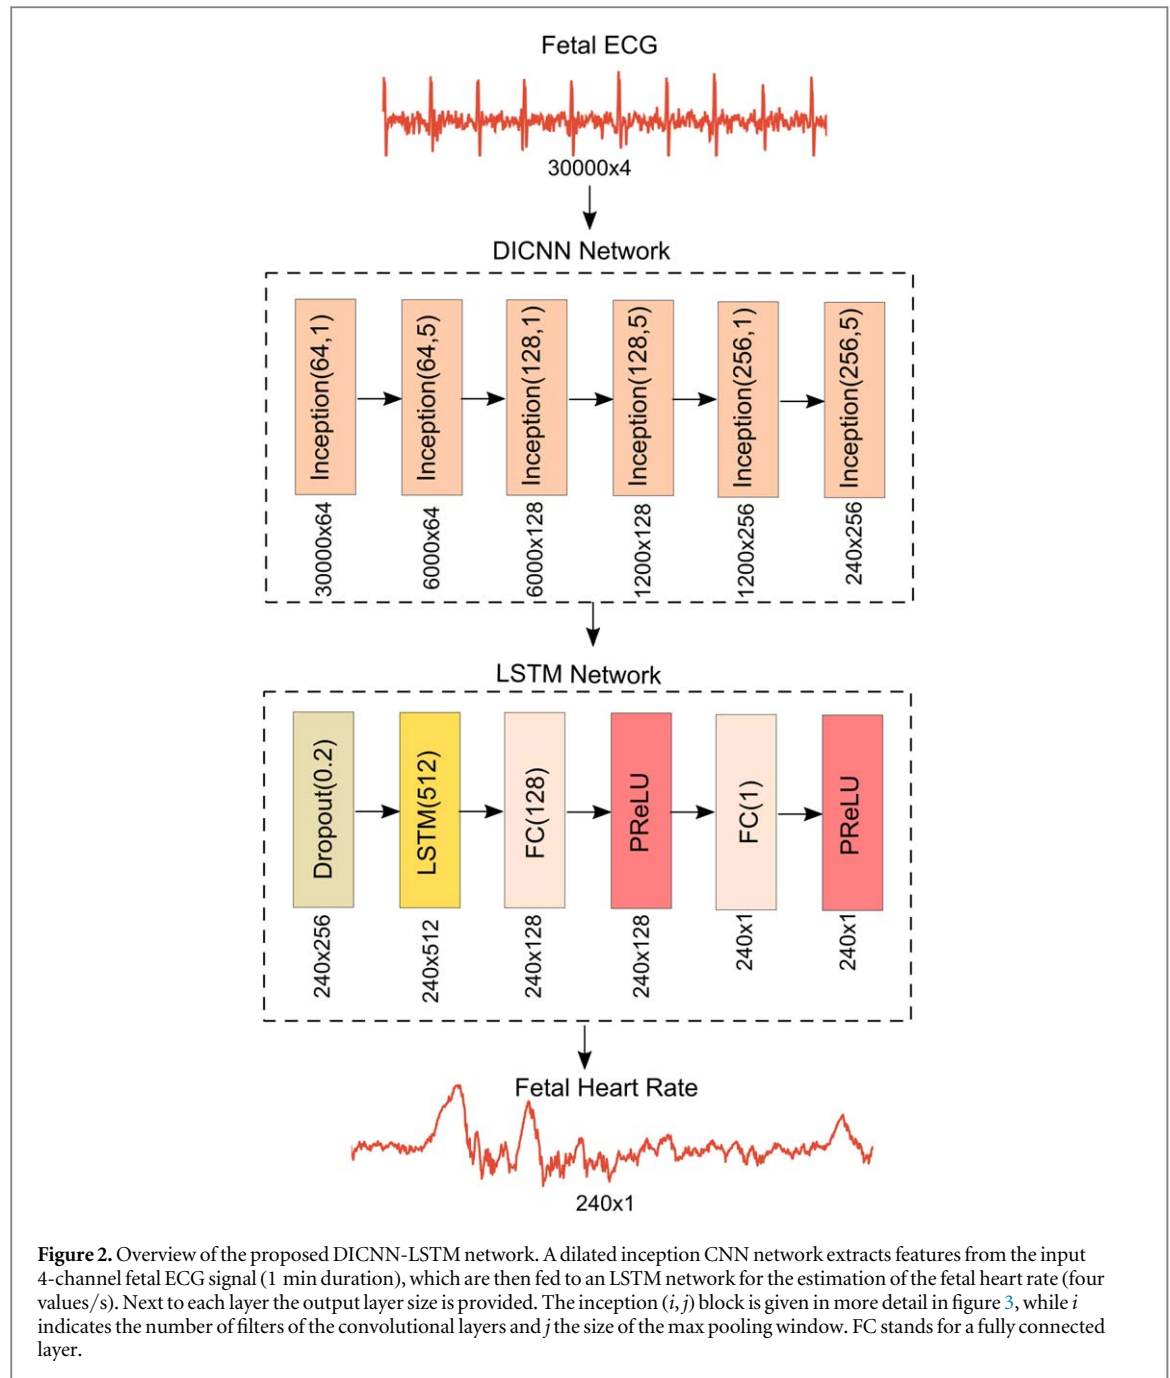 Fetal ECG
30000x4
DICNN Network
Inception(64,1)
Inception(64,5)
Inception(128,1)
Inception(128,5)
Inception(256,1)
Inception(256,5)
30000x64
6000x64
6000x128
1200x128
1200x256
240x256
LSTM Network
Dropout(0.2)
LSTM(512)
FC(128)
PReLU
FC(1)
PReLU
240x256
240x512
240x128
240x128
240x1
240x1
Fetal Heart Rate
240x1
Figure 2. Overview of the proposed DICNN-LSTM network. A dilated inception CNN network extracts features from the input
4-channel fetal ECG signal (1 min duration), which are then fed to an LSTM network for the estimation of the fetal heart rate (four
values/s). Next to each layer the output layer size is provided. The inception (i, j) block is given in more detail in figure 3, while i
indicates the number of filters of the convolutional layers and j the size of the max pooling window. FC stands for a fully connected
layer.